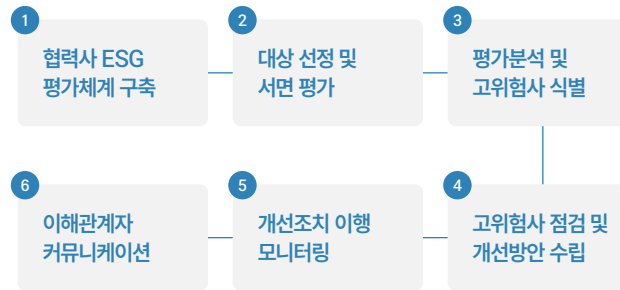 1
협력사 ESG
평가체계 구축
2
대상 선정 및
서면 평가
3
평가분석 및
고위험사 식별
4
고위험사 점검 및
개선방안 수립
5
개선조치 이행
모니터링
6
이해관계자
커뮤니케이션